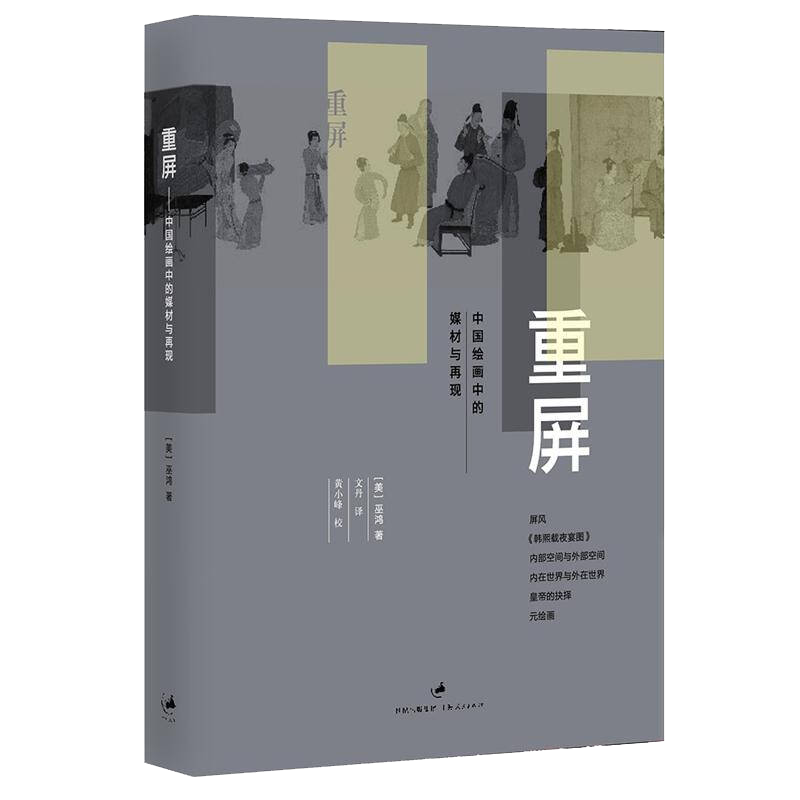 重屏
——中国绘画中的媒材与再现
[美] 巫鸿 著
重屏
中国绘画中的
媒材与再现
重屏
[美] 巫鸿 著
文丹 译
黄小峰 校
屏风
《韩熙载夜宴图》
内部空间与外部空间
内在世界与外在世界
皇帝的抉择
元绘画